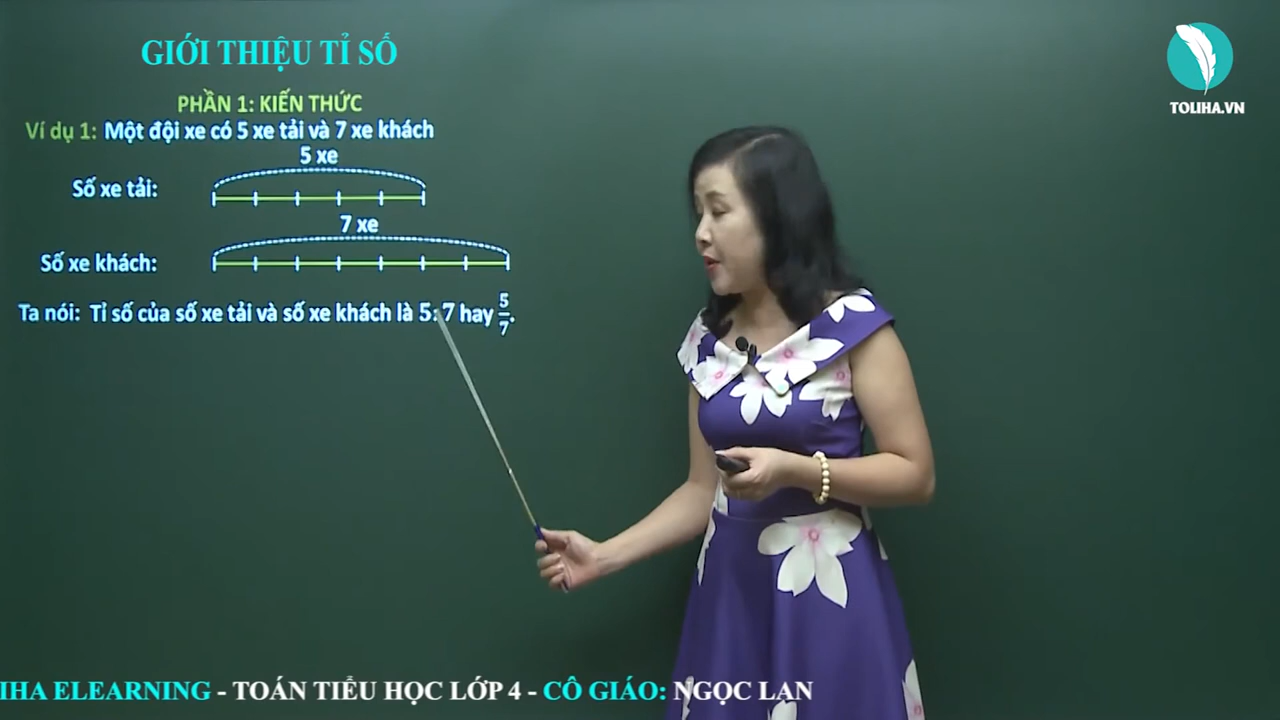 GIỚI THIỆU TỈ SỐ
TOLIHA.VN
PHẦN 1: KIẾN THỨC
Ví dụ 1: Một đội xe có 5 xe tải và 7 xe khách
5 xe
Số xe tải:
7 xe
Số xe khách:
Ta nói: Tỉ số của số xe tải và số xe khách là 5:7 hay 5/7.
IHA ELEARNING - TOÁN TIỂU HỌC LỚP 4 - CÔ GIÁO: NGỌC LAN